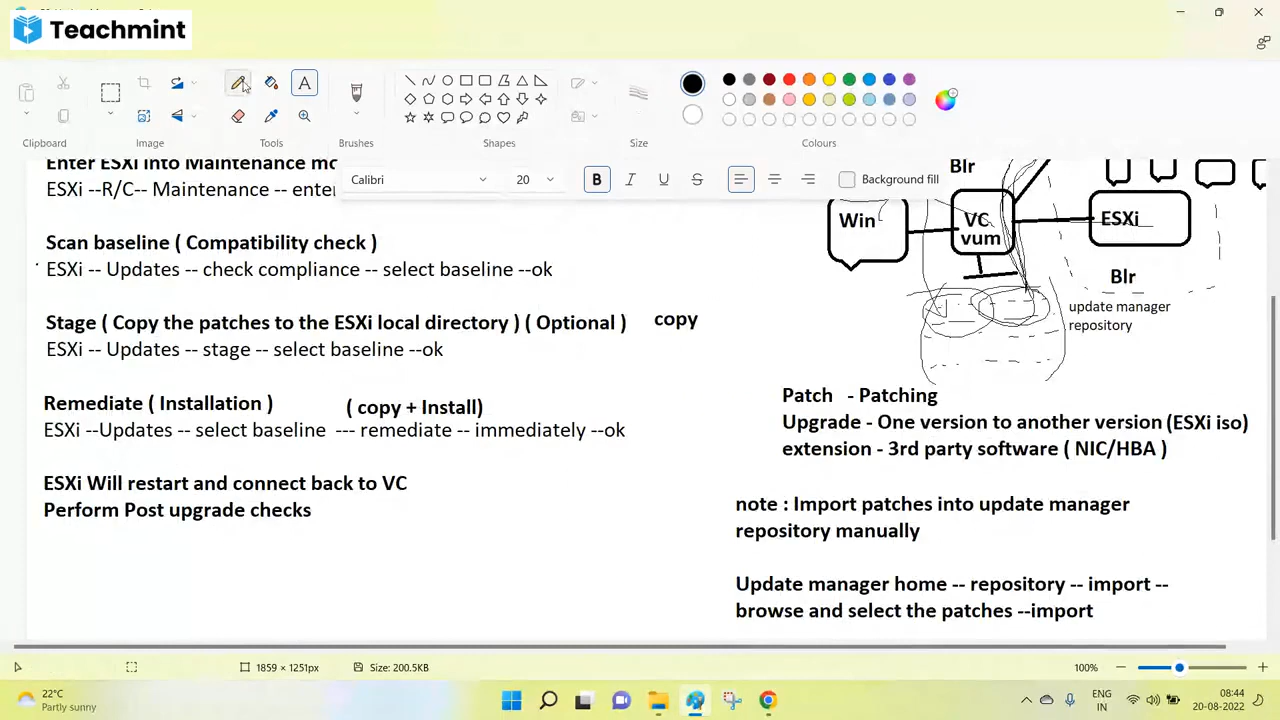 Teachmint
Clipboard
Image
Tools
Brushes
Shapes
Size
Colours
Calibri
20
B
I
U
S
A
Background fill
Enter ESXi into Maintenance mo
ESXi --R/C-- Maintenance -- enter
Scan baseline ( Compatibility check )
ESXi -- Updates -- check compliance -- select baseline --ok
Stage ( Copy the patches to the ESXi local directory ) ( Optional )
copy
ESXi -- Updates -- stage -- select baseline --ok
Remediate ( Installation )
( copy + Install)
ESXi --Updates -- select baseline --- remediate -- immediately --ok
ESXi Will restart and connect back to VC
Perform Post upgrade checks
Blr
Win
VC
vum
ESXi
Blr
update manager
repository
Patch - Patching
Upgrade - One version to another version (ESXi iso)
extension - 3rd party software ( NIC/HBA )
note : Import patches into update manager
repository manually
Update manager home -- repository -- import --
browse and select the patches --import
1859 × 1251px
Size: 200.5KB
100%
22°C
Partly sunny
ENG
IN
08:44
20-08-2022